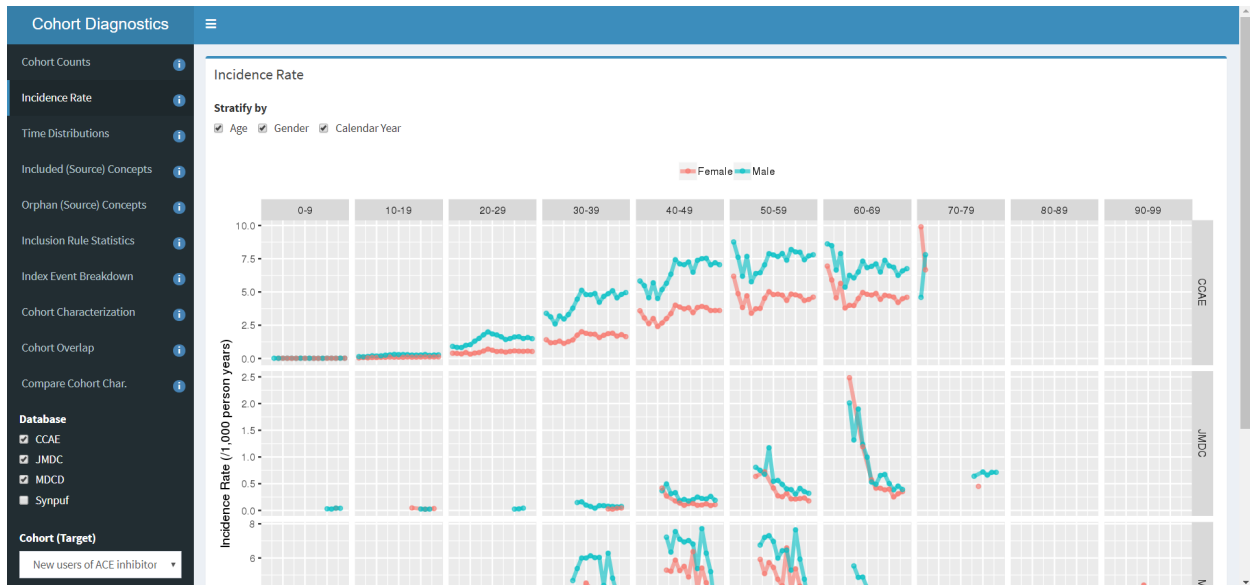 Cohort Diagnostics
Cohort Counts
Incidence Rate
Time Distributions
Included (Source) Concepts
Orphan (Source) Concepts
Inclusion Rule Statistics
Index Event Breakdown
Cohort Characterization
Cohort Overlap
Compare Cohort Char.
Database
CCAE
JMDC
MDCD
Synpuf
Cohort (Target)
New users of ACE inhibitor
Incidence Rate
Stratify by
Age Gender Calendar Year
Female Male
0-9 10-19 20-29 30-39 40-49 50-59 60-69 70-79 80-89 90-99
Incidence Rate (/1,000 person years)
10.0
7.5
5.0
2.5
0.0
CCAE
2.5
2.0
1.5
1.0
0.5
0.0
JMDC
8
6